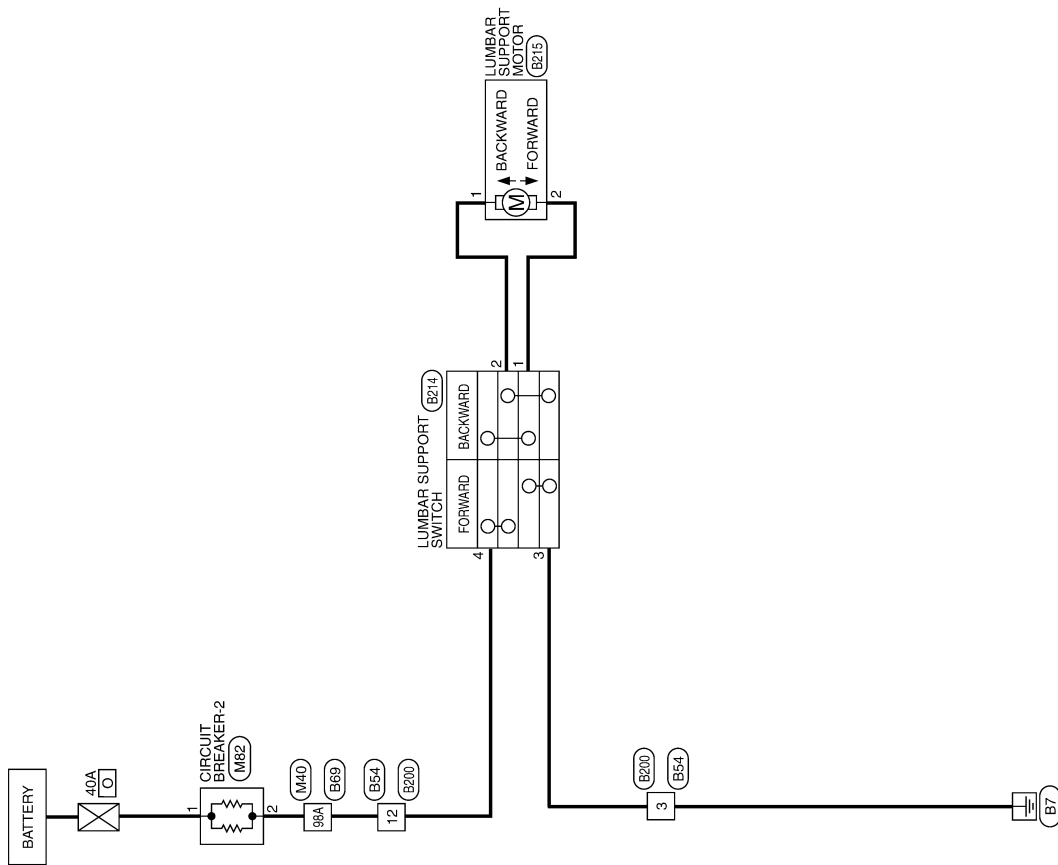 BATTERY
40A
O
1
CIRCUIT
BREAKER-2
M82
2
M40
98A
B69
B54
12
B200
LUMBAR SUPPORT
SWITCH
B214
FORWARD
BACKWARD
4
3
2
1
LUMBAR
SUPPORT
MOTOR
B215
1
BACKWARD
M
FORWARD
2
B200
3
B54
B7